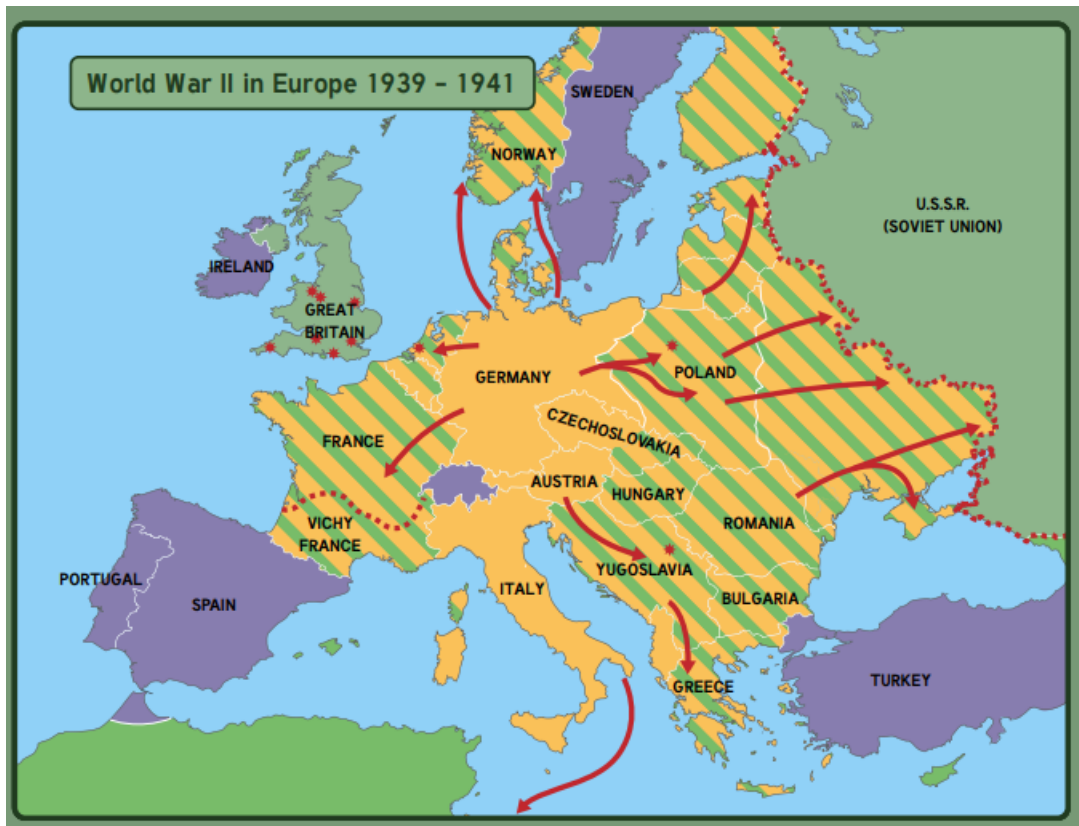 World War II in Europe 1939 – 1941
SWEDEN
NORWAY
U.S.S.R.
(SOVIET UNION)
IRELAND
GREAT
BRITAIN
GERMANY
POLAND
CZECHOSLOVAKIA
FRANCE
AUSTRIA
HUNGARY
ROMANIA
VICHY
FRANCE
YUGOSLAVIA
PORTUGAL
ITALY
BULGARIA
SPAIN
TURKEY
GREECE